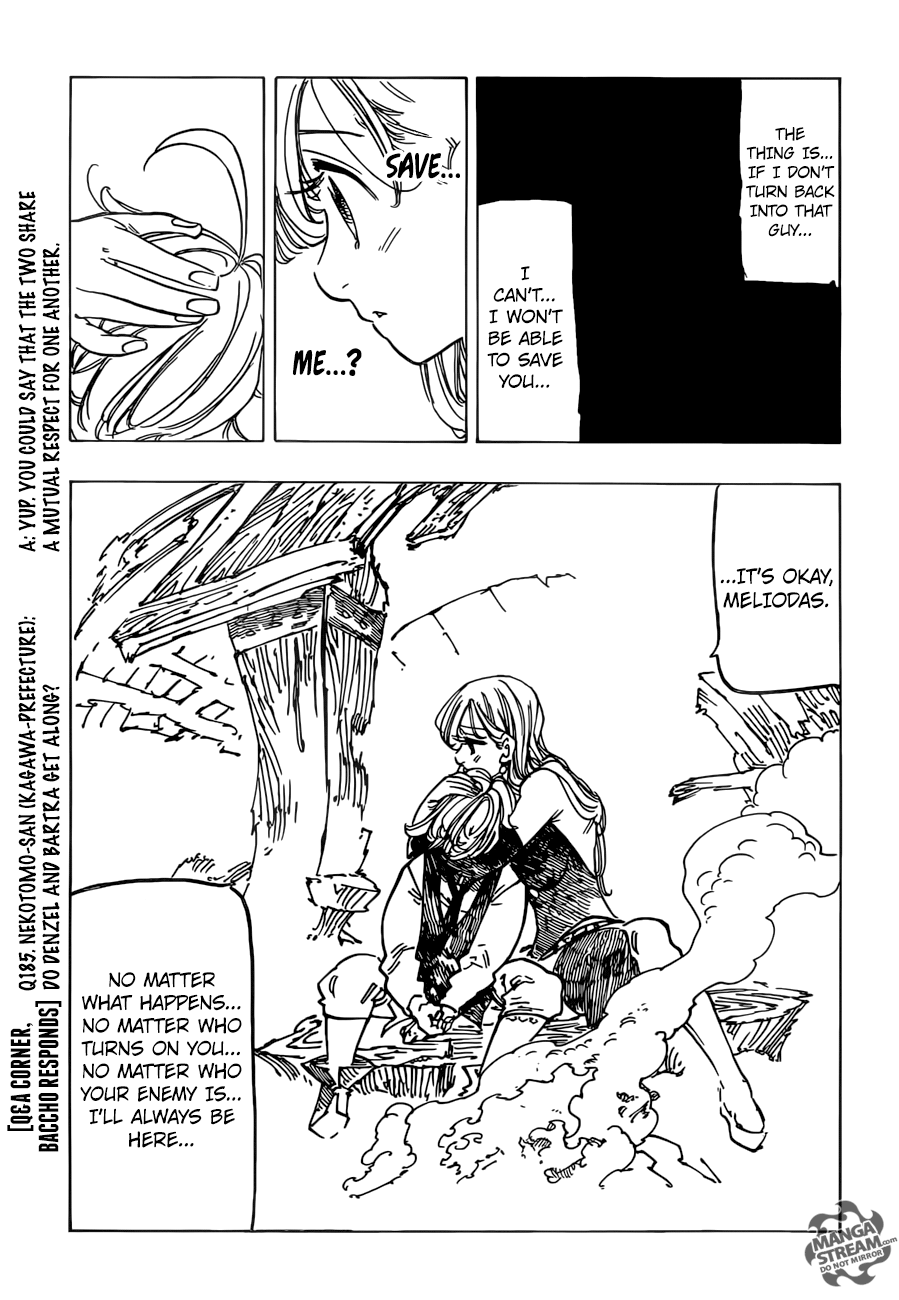 THE
THING IS...
IF I DON'T
TURN BACK
INTO THAT
GUY...
I
CAN'T...
I WON'T
BE ABLE
TO SAVE
YOU...
SAVE...
ME...?
...IT'S OKAY,
MELIODAS.
NO MATTER
WHAT HAPPENS...
NO MATTER WHO
TURNS ON YOU...
NO MATTER WHO
YOUR ENEMY IS...
I'LL ALWAYS BE
HERE...
[Q&A CORNER,
BACCHO RESPONDS]
Q185. NEKOTOMO-SAN (KAGAWA-PREFECTURE):
DO DENZEL AND BARTRA GET ALONG?
A: YUP. YOU COULD SAY THAT THE TWO SHARE
A MUTUAL RESPECT FOR ONE ANOTHER.
MANGA
STREAM.com
DO NOT MIRROR